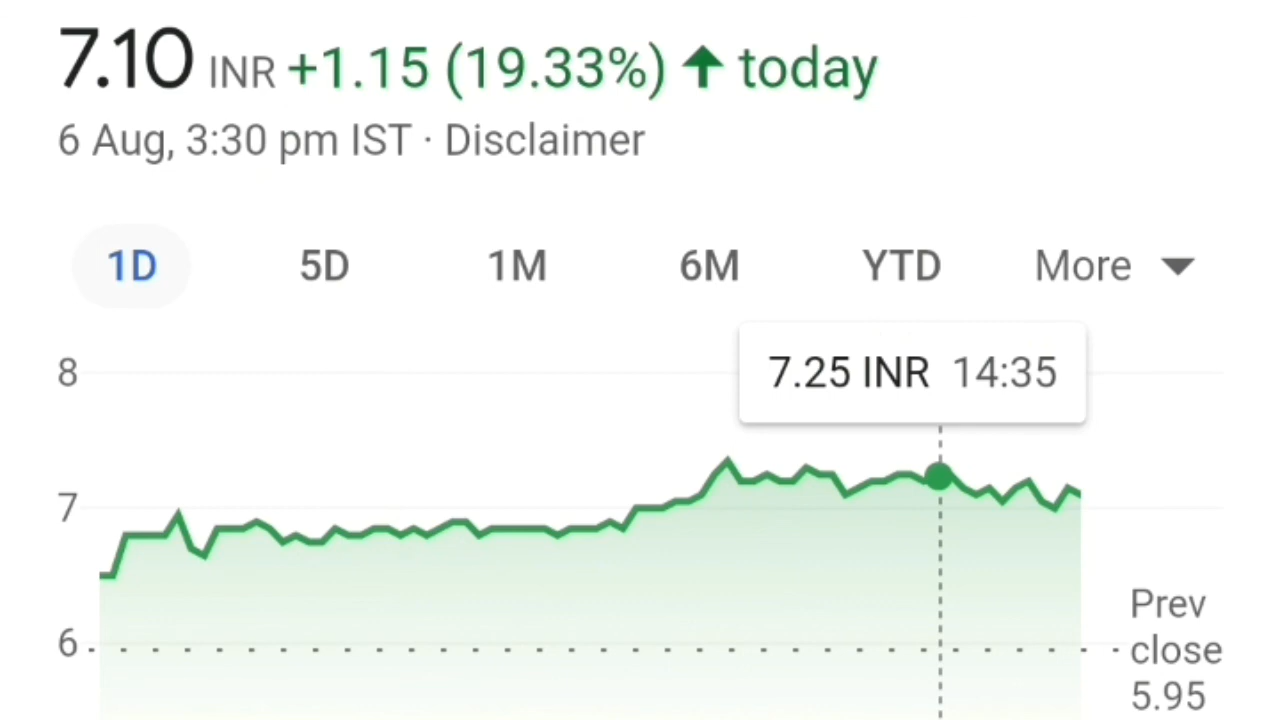 7.10 INR +1.15 (19.33%) ↑ today
6 Aug, 3:30 pm IST · Disclaimer
1D 5D 1M 6M YTD More
7.25 INR 14:35
8
7
6
Prev
close
5.95